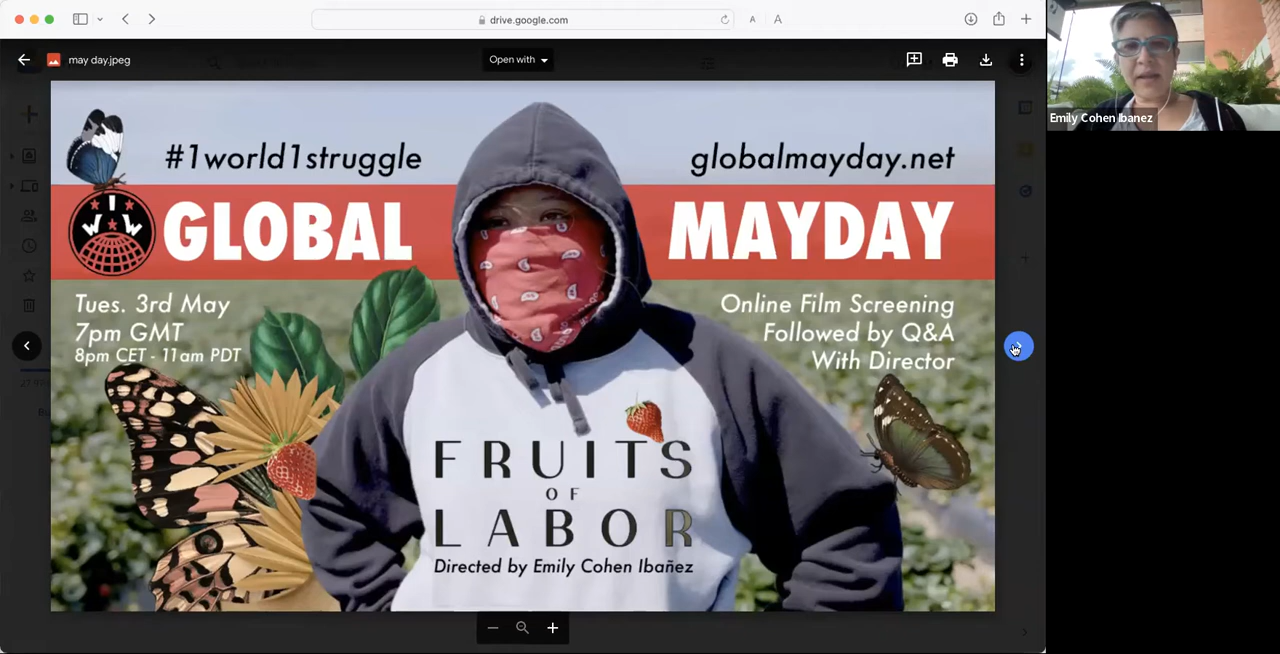 drive.google.com
A A
may day.jpeg
Open with
Emily Cohen Ibanez
#1world1struggle
globalmayday.net
GLOBAL MAYDAY
Tues. 3rd May
7pm GMT
8pm CET - 11am PDT
Online Film Screening
Followed by Q&A
With Director
FRUITS
OF
LABOR
Directed by Emily Cohen Ibañez